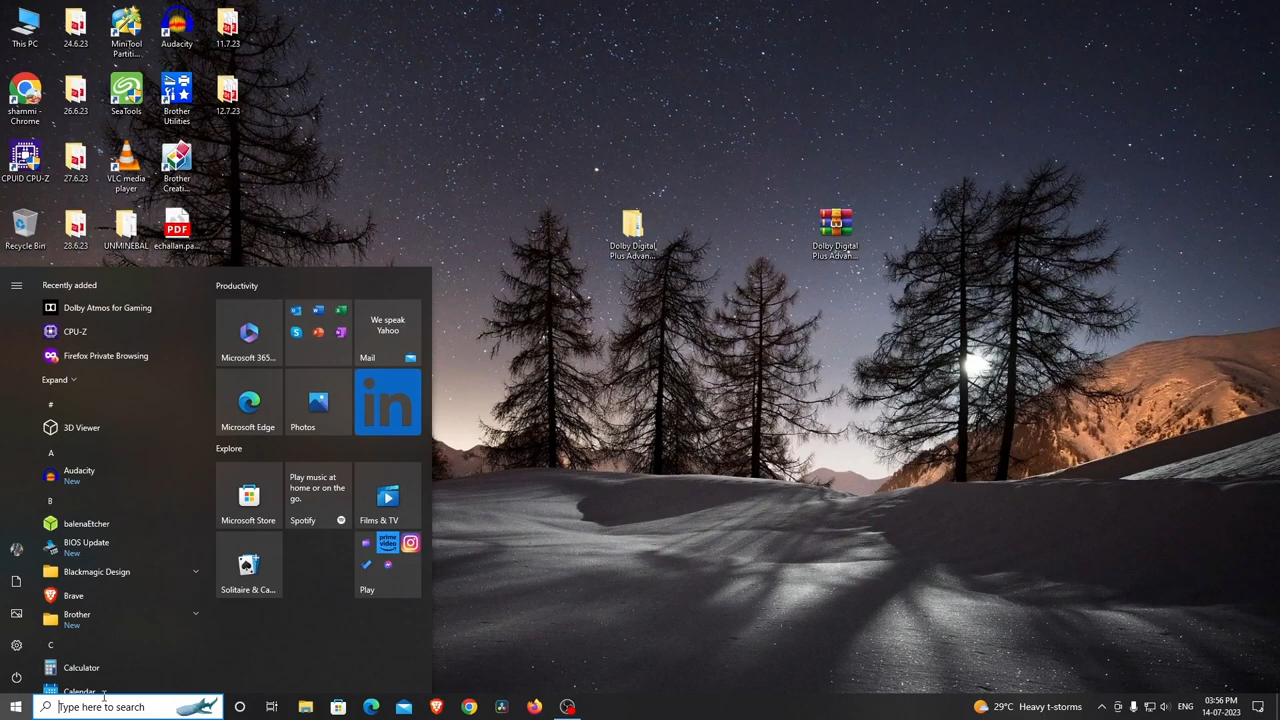 This PC
24.6.23
MiniTool
Partiti...
Audacity
11.7.23
shammi -
Chrome
26.6.23
SeaTools
Brother
Utilities
12.7.23
CPUID CPU-Z
27.6.23
VLC media
player
Brother
Creati...
Recycle Bin
28.6.23
UNMINEBAL
PDF
echallan.pa...
Dolby Digital
Plus Advan...
Dolby Digital
Plus Advan...
Recently added
Dolby Atmos for Gaming
CPU-Z
Firefox Private Browsing
Expand
#
3D Viewer
A
Audacity
New
B
balenaEtcher
BIOS Update
New
Blackmagic Design
Brave
Brother
New
C
Calculator
Calendar
Productivity
Microsoft 365...
We speak
Yahoo
Mail
Microsoft Edge
Photos
in
Explore
Microsoft Store
Play music at
home or on the
go.
Spotify
Films & TV
Solitaire & Ca...
prime
video
Play
Type here to search
29°C Heavy t-storms
ENG
03:56 PM
14-07-2023